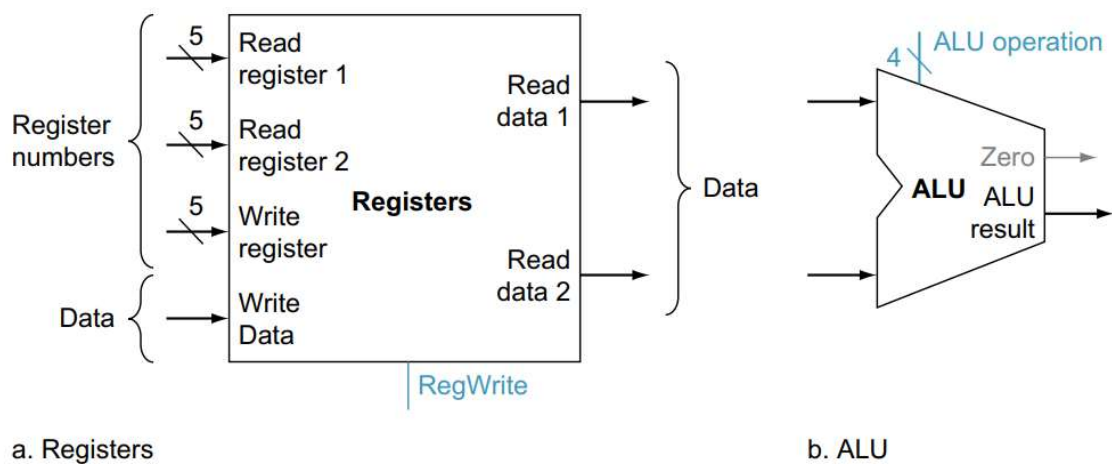 5
Read
register 1
5
Read
register 2
5
Write
register
Write
Data
Register
numbers
Data
Registers
Read
data 1
Read
data 2
Data
RegWrite
a. Registers
4
ALU operation
Zero
ALU
ALU
result
b. ALU